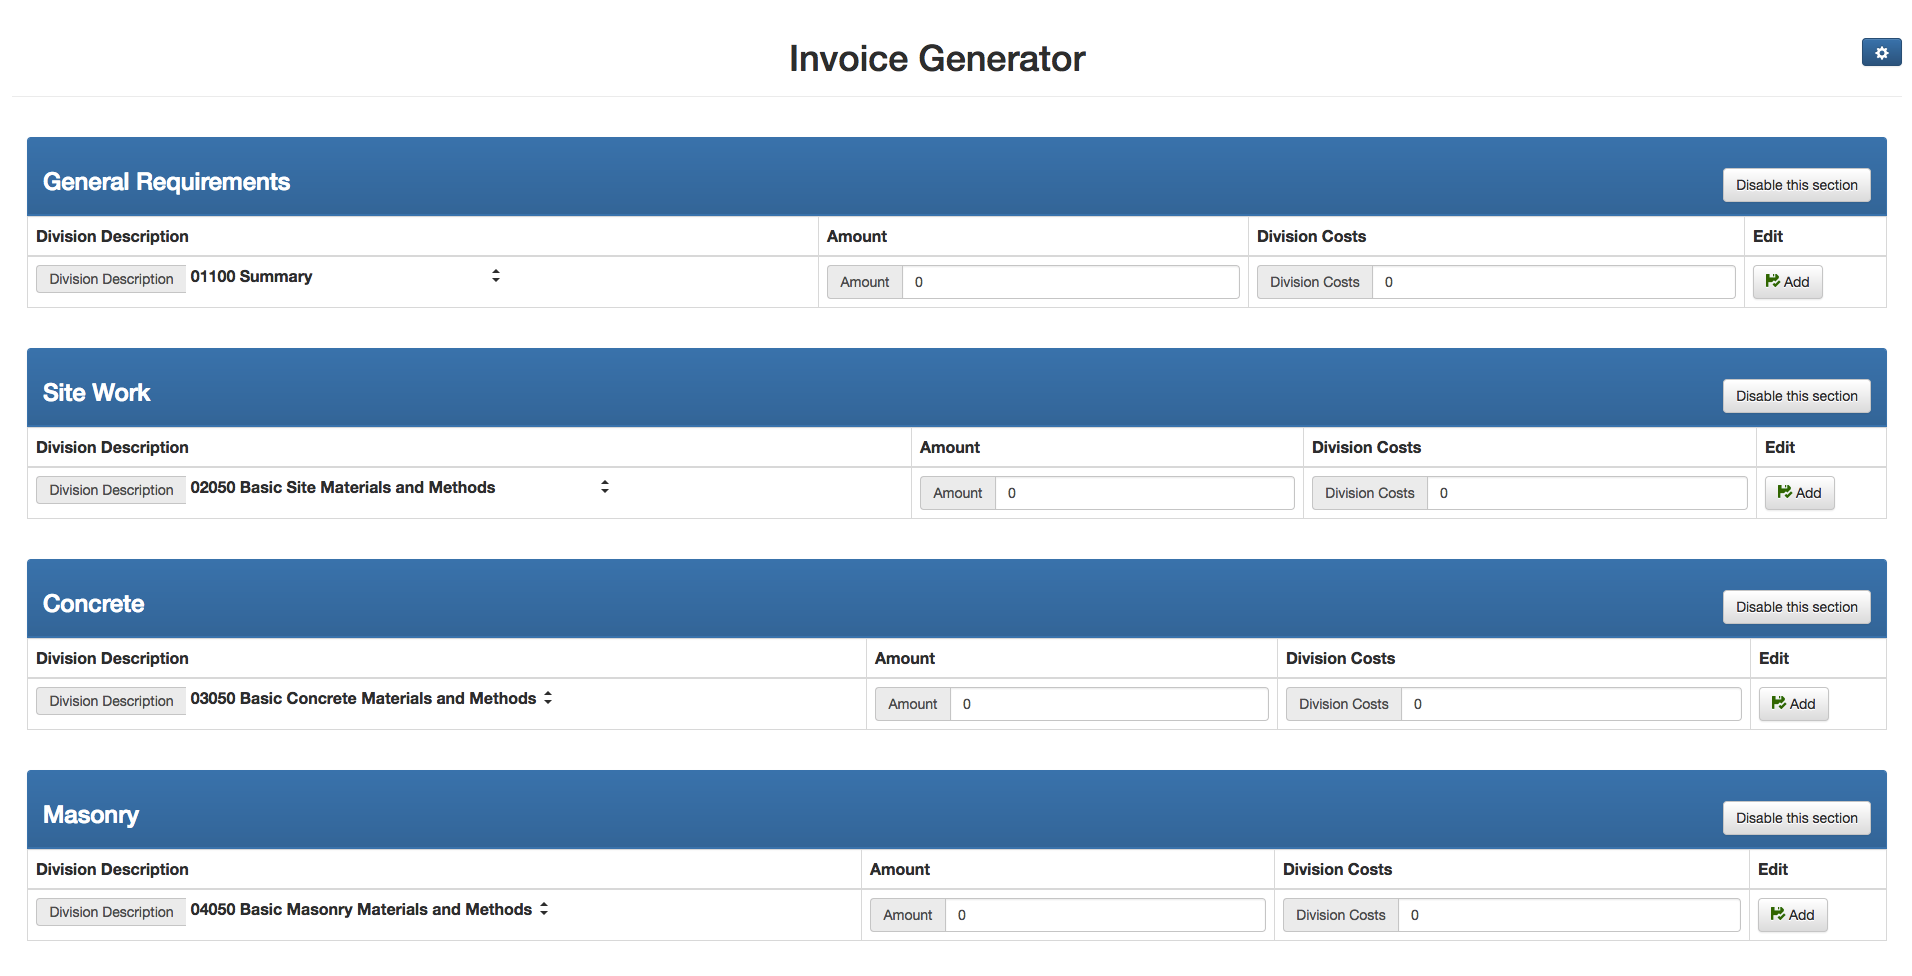 Invoice Generator
General Requirements
Disable this section
Division Description Amount Division Costs Edit
Division Description 01100 Summary Amount 0 Division Costs 0 Add
Site Work
Disable this section
Division Description Amount Division Costs Edit
Division Description 02050 Basic Site Materials and Methods Amount 0 Division Costs 0 Add
Concrete
Disable this section
Division Description Amount Division Costs Edit
Division Description 03050 Basic Concrete Materials and Methods Amount 0 Division Costs 0 Add
Masonry
Disable this section
Division Description Amount Division Costs Edit
Division Description 04050 Basic Masonry Materials and Methods Amount 0 Division Costs 0 Add